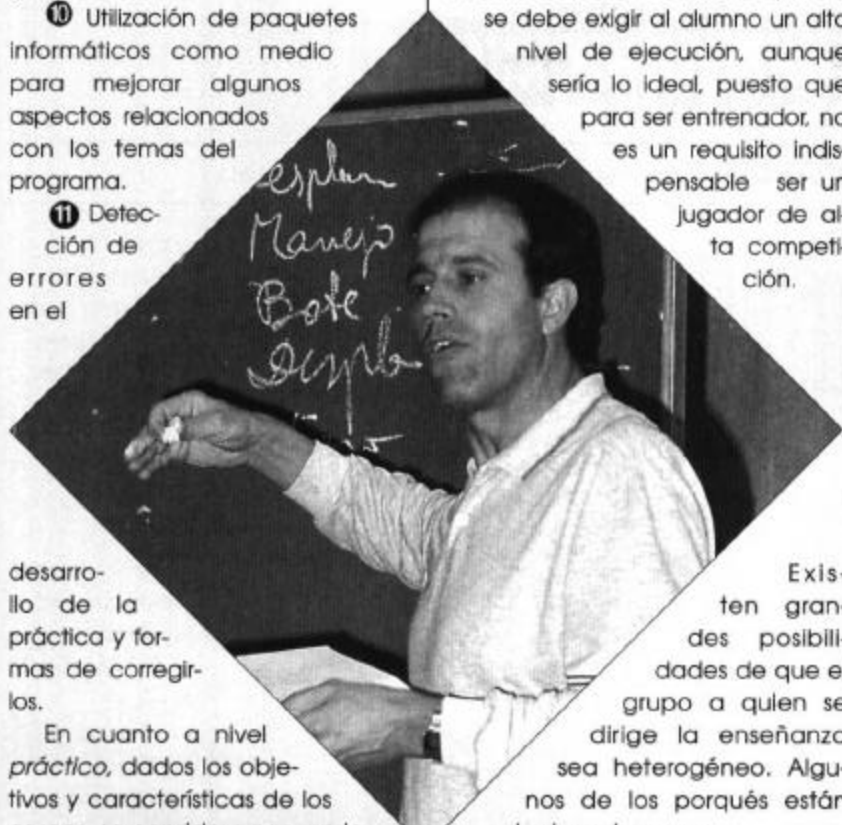 ❿ Utilización de paquetes
informáticos como medio
para mejorar algunos
aspectos relacionados
con los temas del
programa.
⓫ Detec-
ción de
errores
en el
desarro-
llo de la
práctica y for-
mas de corregir-
los.
En cuanto a nivel
práctico, dados los obje-
tivos y características de los
se debe exigir al alumno un alto
nivel de ejecución, aunque
sería lo ideal, puesto que
para ser entrenador, no
es un requisito indis-
pensable ser un
jugador de al-
ta competi-
ción.
Exis-
ten gran-
des posibili-
dades de que el
grupo a quien se
dirige la enseñanza
sea heterogéneo. Algu-
nos de los porqués están
Manejo
Bote
Despla